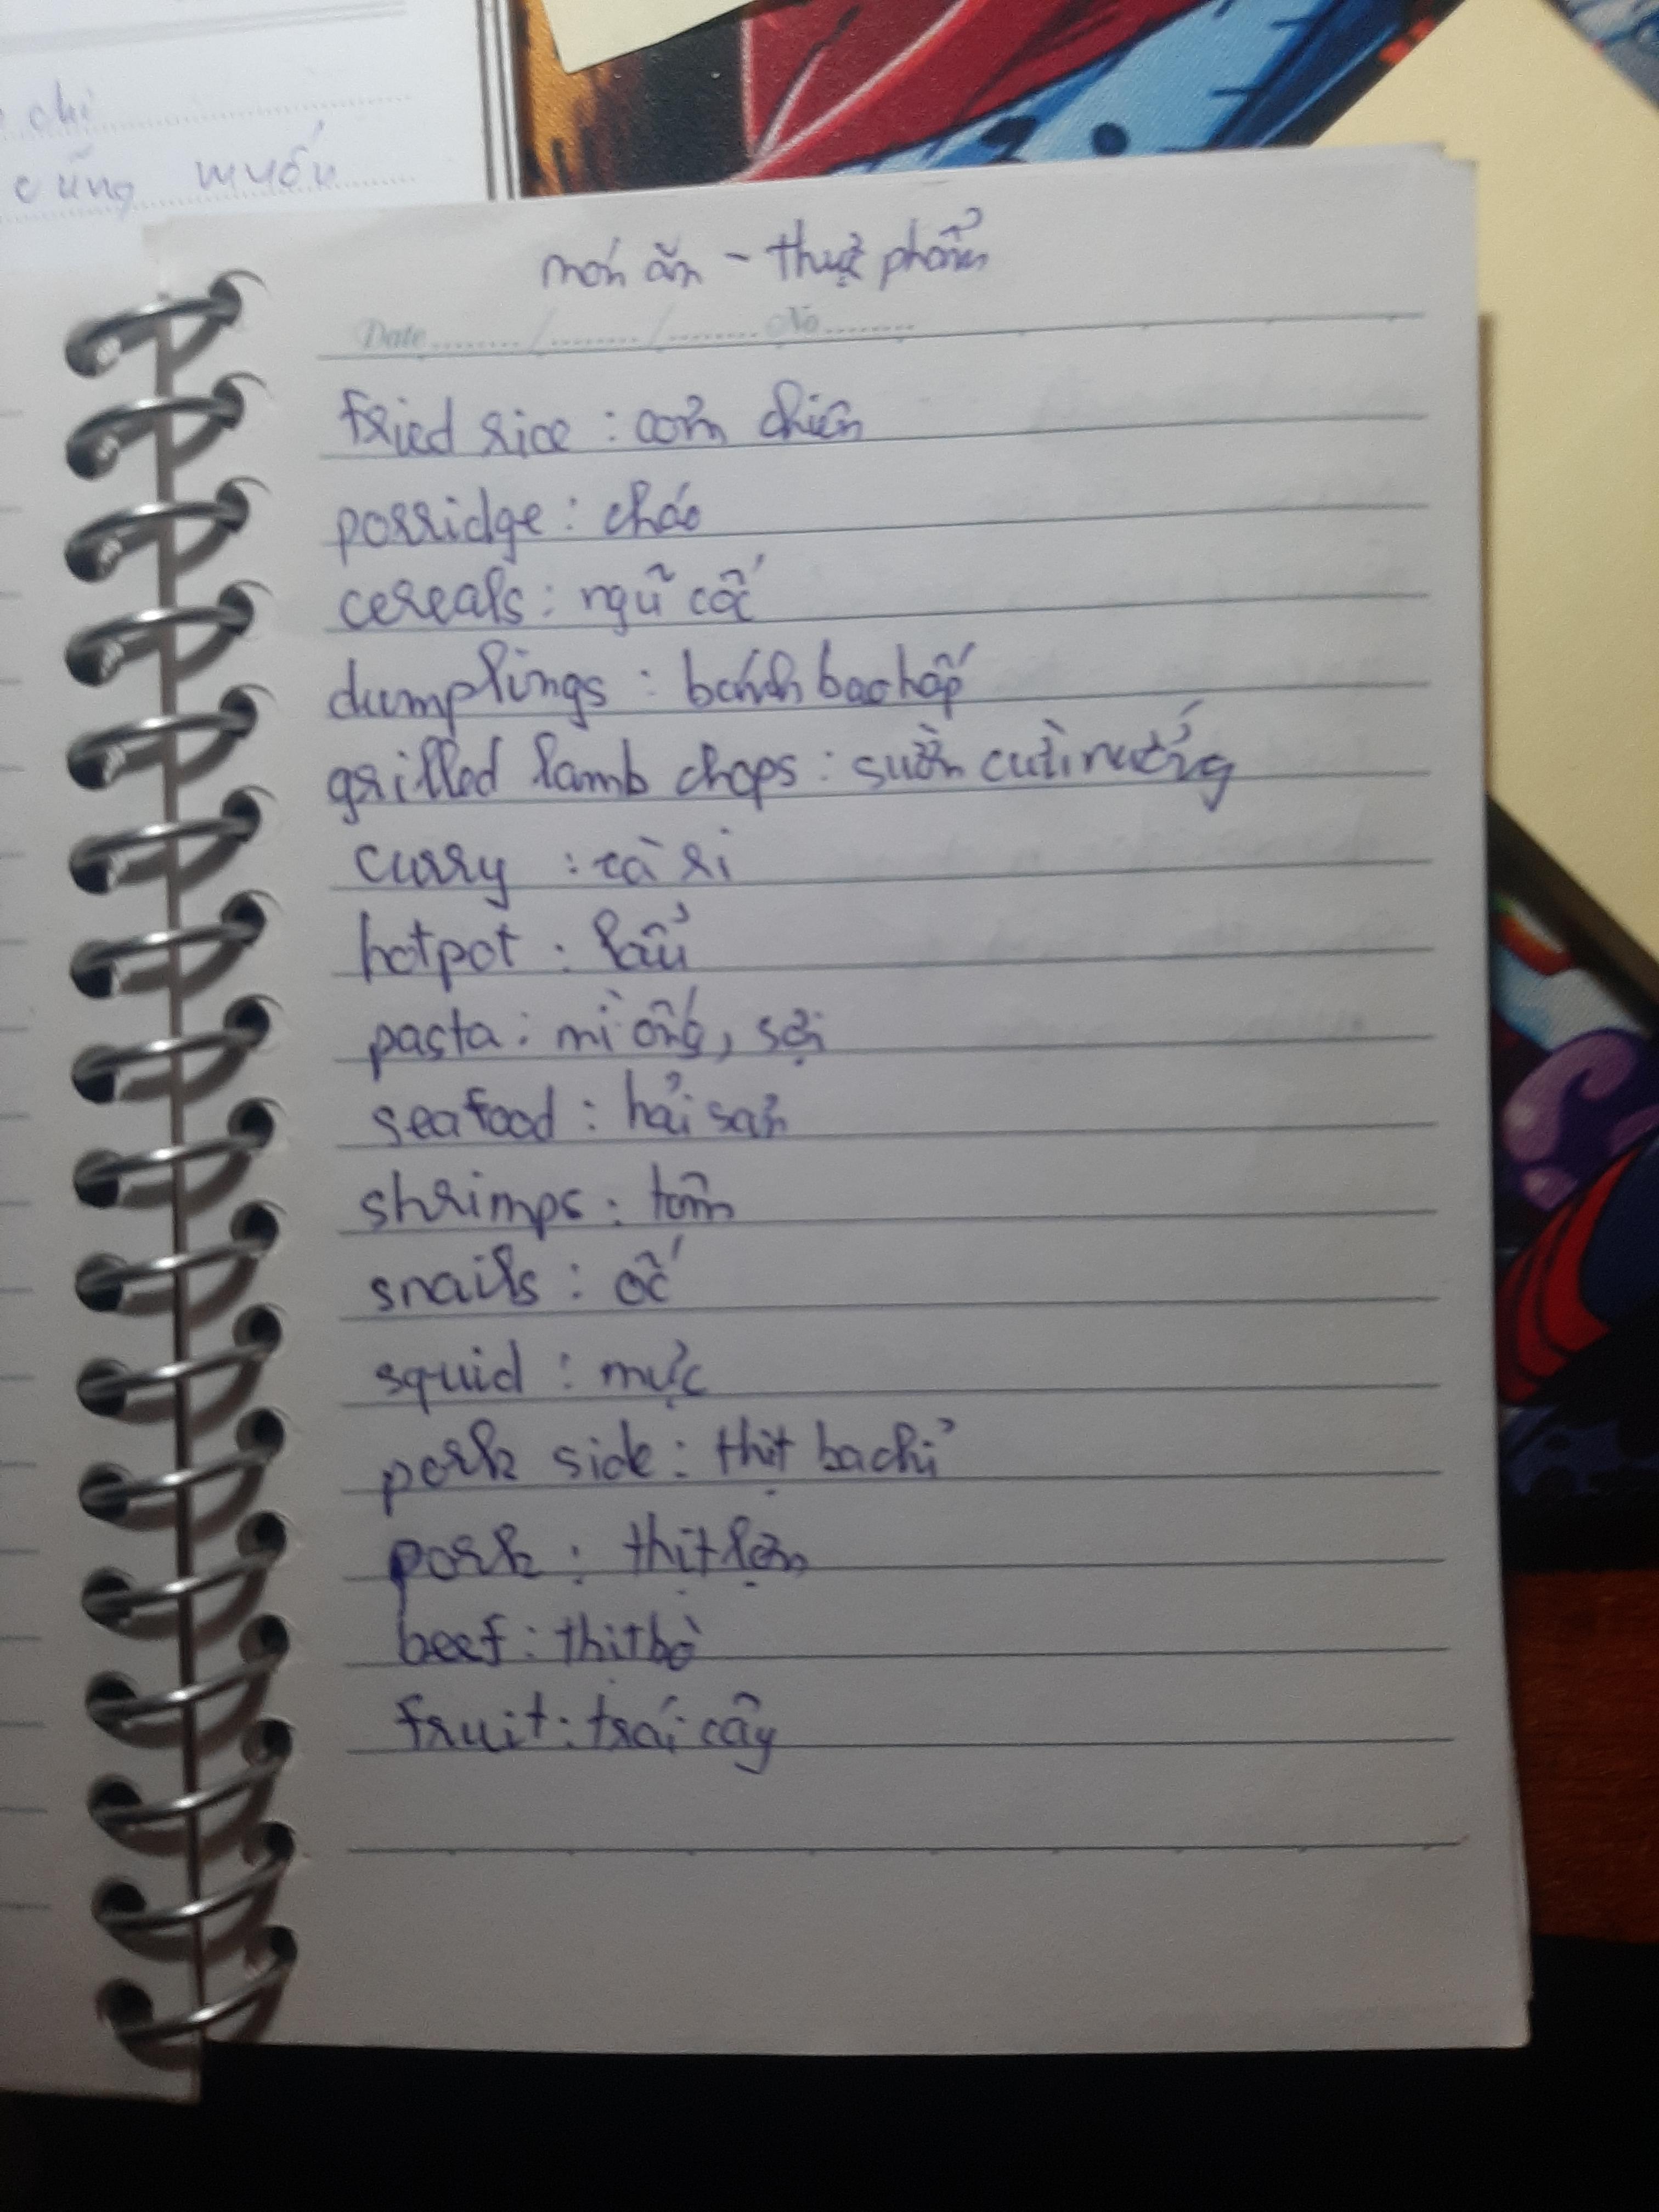 chi
cũng muốn
món ăn - thực phẩm
Date ......../......../........ No ........
fried rice : cơm chiên
porridge : cháo
cereals : ngũ cốc
dumplings : bánh bao hấp
grilled lamb chops : sườn cừu nướng
curry : cà ri
hotpot : lẩu
pasta : mì ống, sợi
seafood : hải sản
shrimps : tôm
snails : ốc
squid : mực
pork side : thịt ba chỉ
pork : thịt lợn
beef : thịt bò
fruit : trái cây